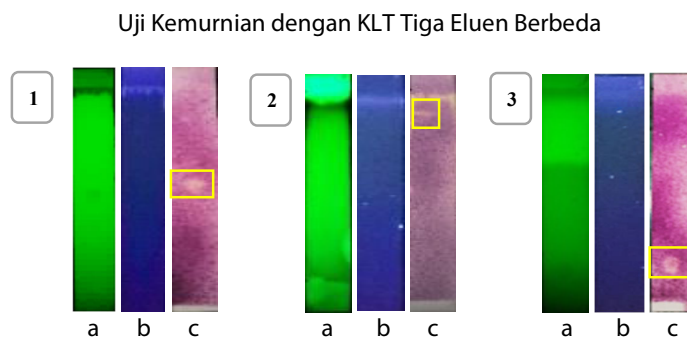 Uji Kemurnian dengan KLT Tiga Eluen Berbeda
1
2
3
a b c
a b c
a b c